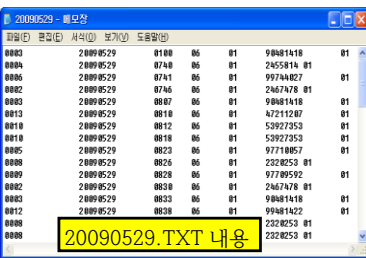 20090529 - 메모장
파일(F) 편집(E) 서식(O) 보기(V) 도움말(H)
0003 20090529 0100 06 01 90481418 01
0004 20090529 0740 06 01 2455814 01
0006 20090529 0741 06 01 99744027 01
0002 20090529 0746 06 01 2467478 01
0003 20090529 0807 06 01 90481418 01
0013 20090529 0810 06 01 47211207 01
0010 20090529 0812 06 01 53927353 01
0010 20090529 0818 06 01 53927353 01
0005 20090529 0823 06 01 97710057 01
0008 20090529 0826 06 01 2320253 01
0009 20090529 0828 06 01 97709592 01
0002 20090529 0830 06 01 2467478 01
0003 20090529 0833 06 01 90481418 01
0012 20090529 0838 06 01 99481422 01
0008 2320253 01
0008 2320253 01
20090529.TXT 내용